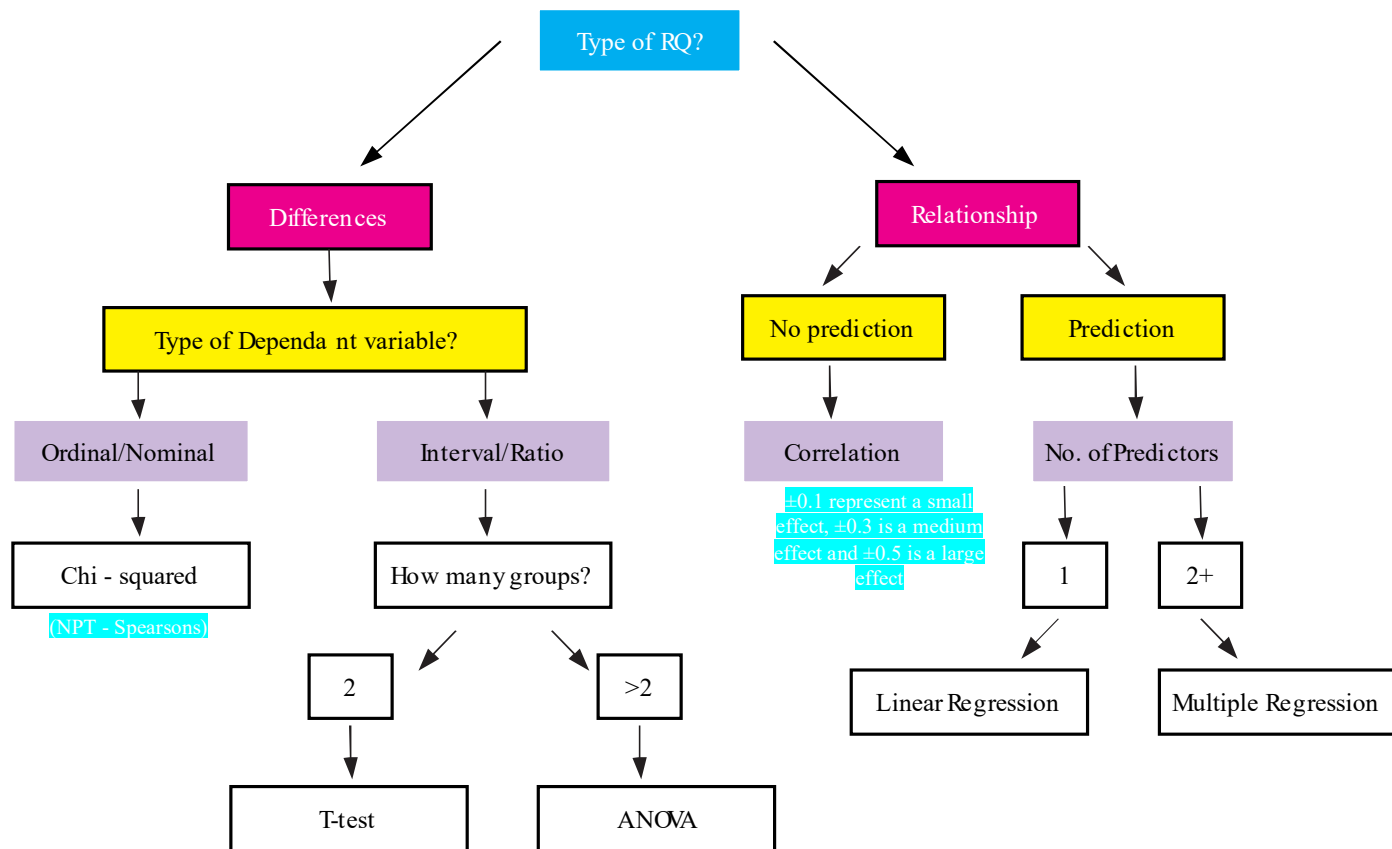 Type of RQ?
Differences
Relationship
Type of Dependa nt variable?
No prediction
Prediction
Ordinal/Nominal
Interval/Ratio
Correlation
No. of Predictors
±0.1 represent a small
effect, ±0.3 is a medium
effect and ±0.5 is a large
effect
Chi - squared
(NPT - Spearsons)
How many groups?
1
2+
2
>2
Linear Regression
Multiple Regression
T-test
ANOVA